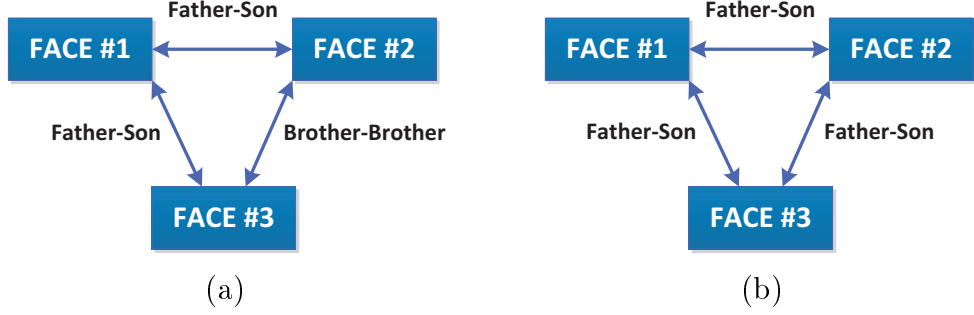 Father-Son
Father-Son
FACE #1
FACE #2
FACE #1
FACE #2
Father-Son
Brother-Brother
Father-Son
Father-Son
FACE #3
FACE #3
(a)
(b)